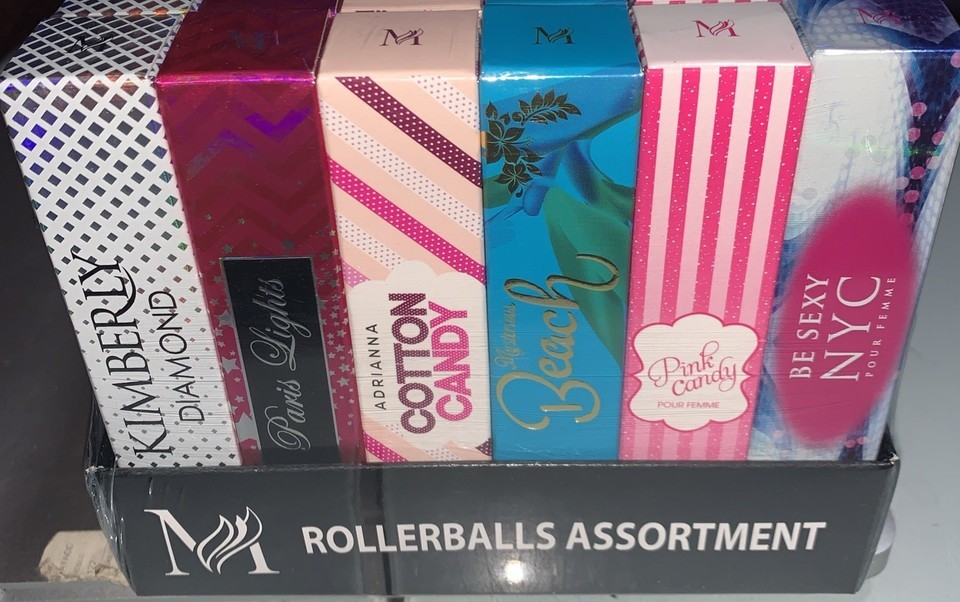 KIMBERLY
DIAMOND
Paris Lights
ADRIANNA
COTTON
CANDY
Mysterious
Beach
Pink
candy
POUR FEMME
BE SEXY
NYC
POUR FEMME
M ROLLERBALLS ASSORTMENT